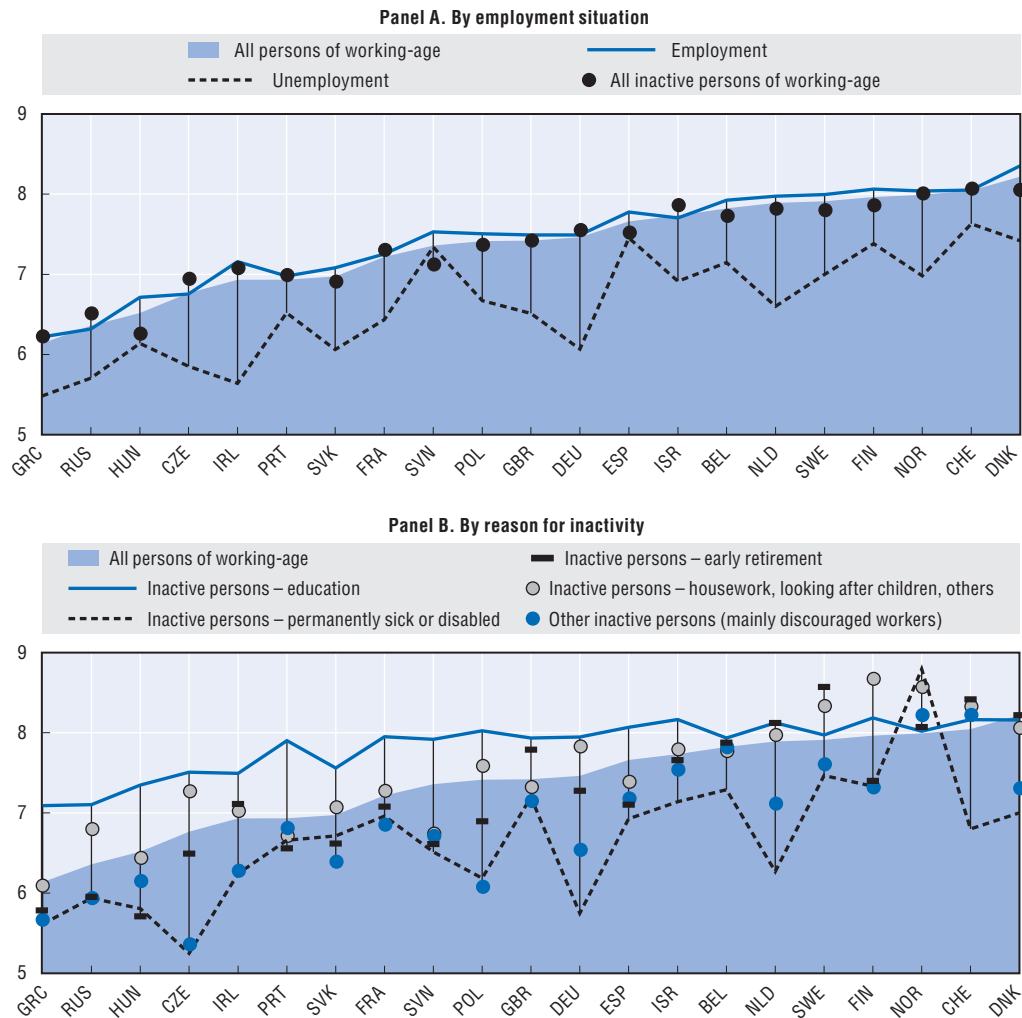 Panel A. By employment situation
All persons of working-age
Employment
Unemployment
All inactive persons of working-age
9
8
7
6
5
GRC RUS HUN CZE IRL PRT SVK FRA SVN POL GBR DEU ESP ISR BEL NLD SWE FIN NOR CHE DNK
Panel B. By reason for inactivity
All persons of working-age
Inactive persons – early retirement
Inactive persons – education
Inactive persons – housework, looking after children, others
Inactive persons – permanently sick or disabled
Other inactive persons (mainly discouraged workers)
9
8
7
6
5
GRC RUS HUN CZE IRL PRT SVK FRA SVN POL GBR DEU ESP ISR BEL NLD SWE FIN NOR CHE DNK